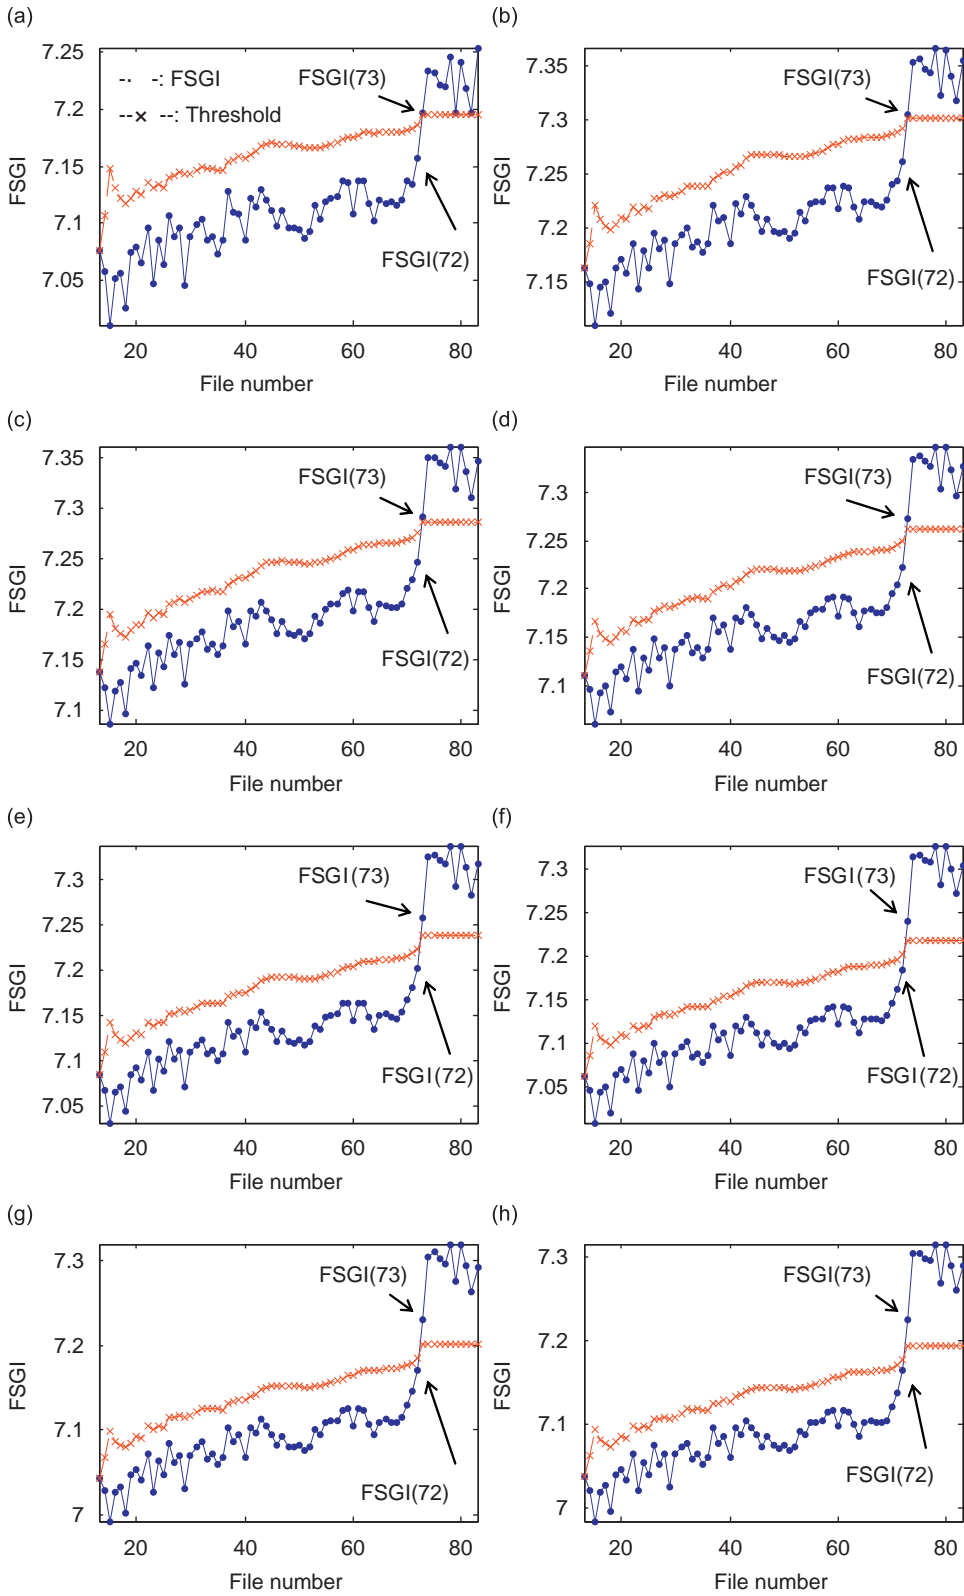 (a)
7.25
7.2
7.15
7.1
7.05
FSGI
-·- -: FSGI
--×--: Threshold
FSGI(73)
FSGI(72)
20
40
60
80
File number
(b)
7.35
7.3
7.25
7.2
7.15
FSGI
FSGI(73)
FSGI(72)
20
40
60
80
File number
(c)
7.35
7.3
7.25
7.2
7.15
7.1
FSGI
FSGI(73)
FSGI(72)
20
40
60
80
File number
(d)
7.3
7.25
7.2
7.15
7.1
FSGI
FSGI(73)
FSGI(72)
20
40
60
80
File number
(e)
7.3
7.25
7.2
7.15
7.1
7.05
FSGI
FSGI(73)
FSGI(72)
20
40
60
80
File number
(f)
7.3
7.25
7.2
7.15
7.1
7.05
FSGI
FSGI(73)
FSGI(72)
20
40
60
80
File number
(g)
7.3
7.2
7.1
7
FSGI
FSGI(73)
FSGI(72)
20
40
60
80
File number
(h)
7.3
7.2
7.1
7
FSGI
FSGI(73)
FSGI(72)
20
40
60
80
File number